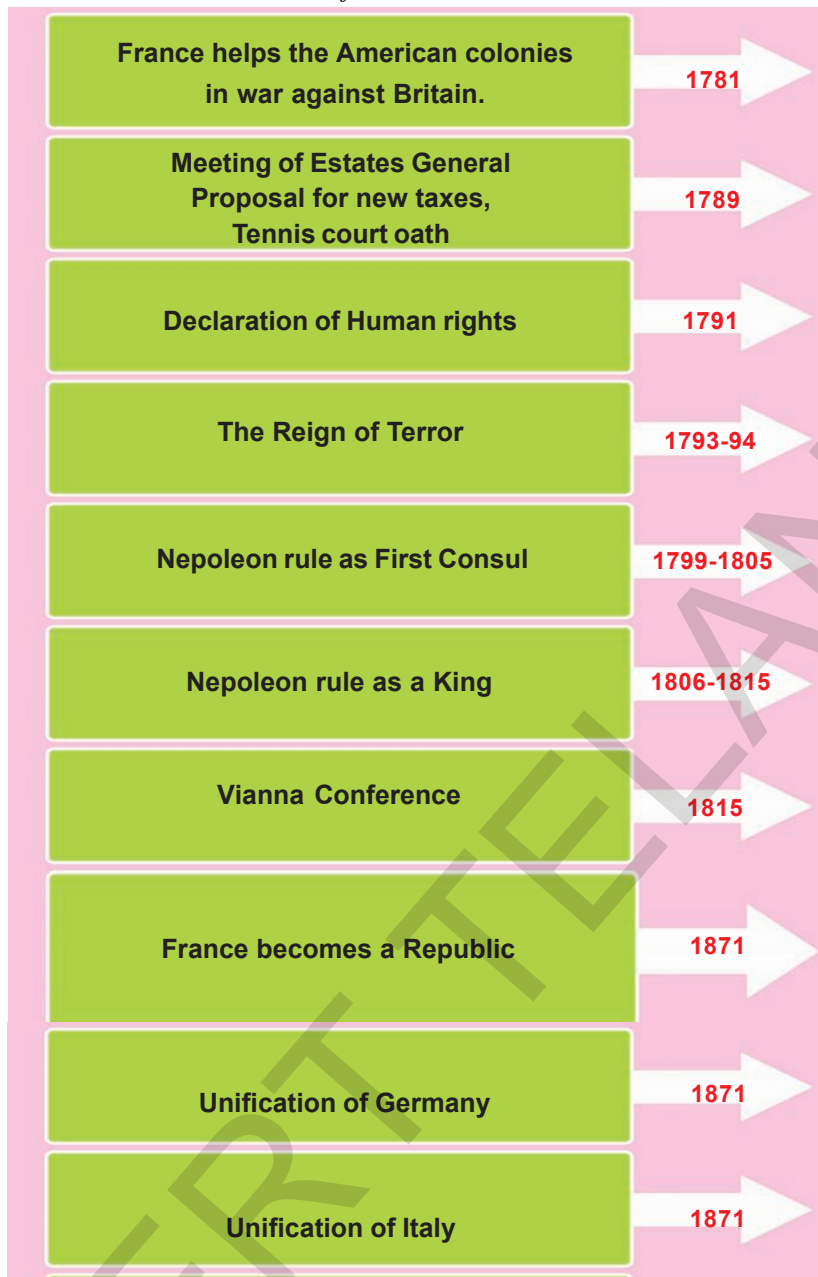 France helps the American colonies
in war against Britain.
1781
Meeting of Estates General
Proposal for new taxes,
Tennis court oath
1789
Declaration of Human rights
1791
The Reign of Terror
1793-94
Nepoleon rule as First Consul
1799-1805
Nepoleon rule as a King
1806-1815
Vianna Conference
1815
France becomes a Republic
1871
Unification of Germany
1871
Unification of Italy
1871
ERT TELAN